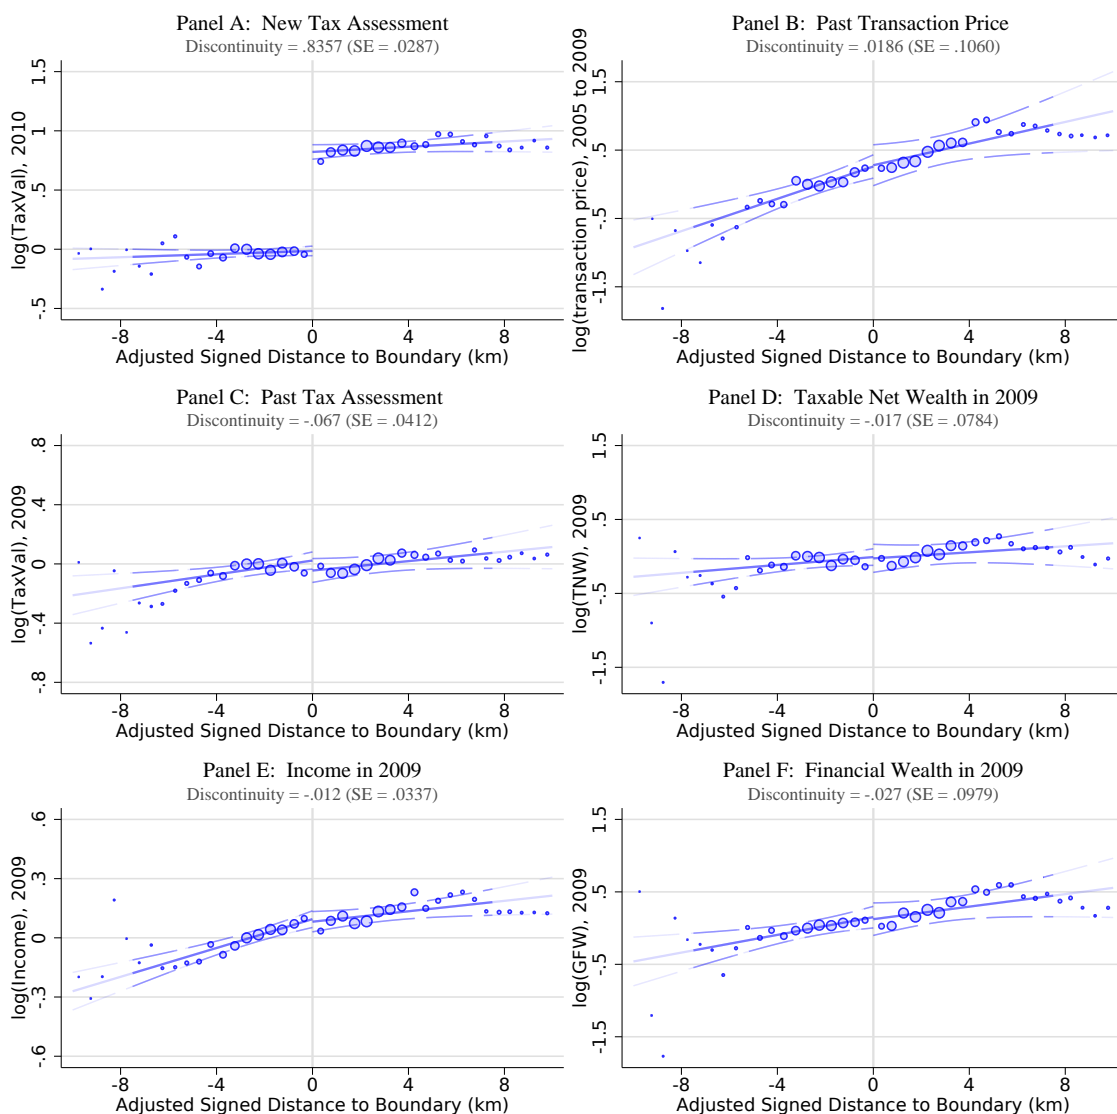 Panel A: New Tax Assessment
Discontinuity = .8357 (SE = .0287)
log(TaxVal), 2010
1.5
1
.5
0
-.5
-8
-4
0
4
8
Adjusted Signed Distance to Boundary (km)
Panel B: Past Transaction Price
Discontinuity = .0186 (SE = .1060)
log(transaction price), 2005 to 2009
1.5
.5
-.5
-1.5
-8
-4
0
4
8
Adjusted Signed Distance to Boundary (km)
Panel C: Past Tax Assessment
Discontinuity = -.067 (SE = .0412)
log(TaxVal), 2009
.8
.4
0
-.4
-.8
-8
-4
0
4
8
Adjusted Signed Distance to Boundary (km)
Panel D: Taxable Net Wealth in 2009
Discontinuity = -.017 (SE = .0784)
log(TNW), 2009
1.5
.5
-.5
-1.5
-8
-4
0
4
8
Adjusted Signed Distance to Boundary (km)
Panel E: Income in 2009
Discontinuity = -.012 (SE = .0337)
log(Income), 2009
.6
.3
0
-.3
-.6
-8
-4
0
4
8
Adjusted Signed Distance to Boundary (km)
Panel F: Financial Wealth in 2009
Discontinuity = -.027 (SE = .0979)
log(GFW), 2009
1.5
.5
-.5
-1.5
-8
-4
0
4
8
Adjusted Signed Distance to Boundary (km)